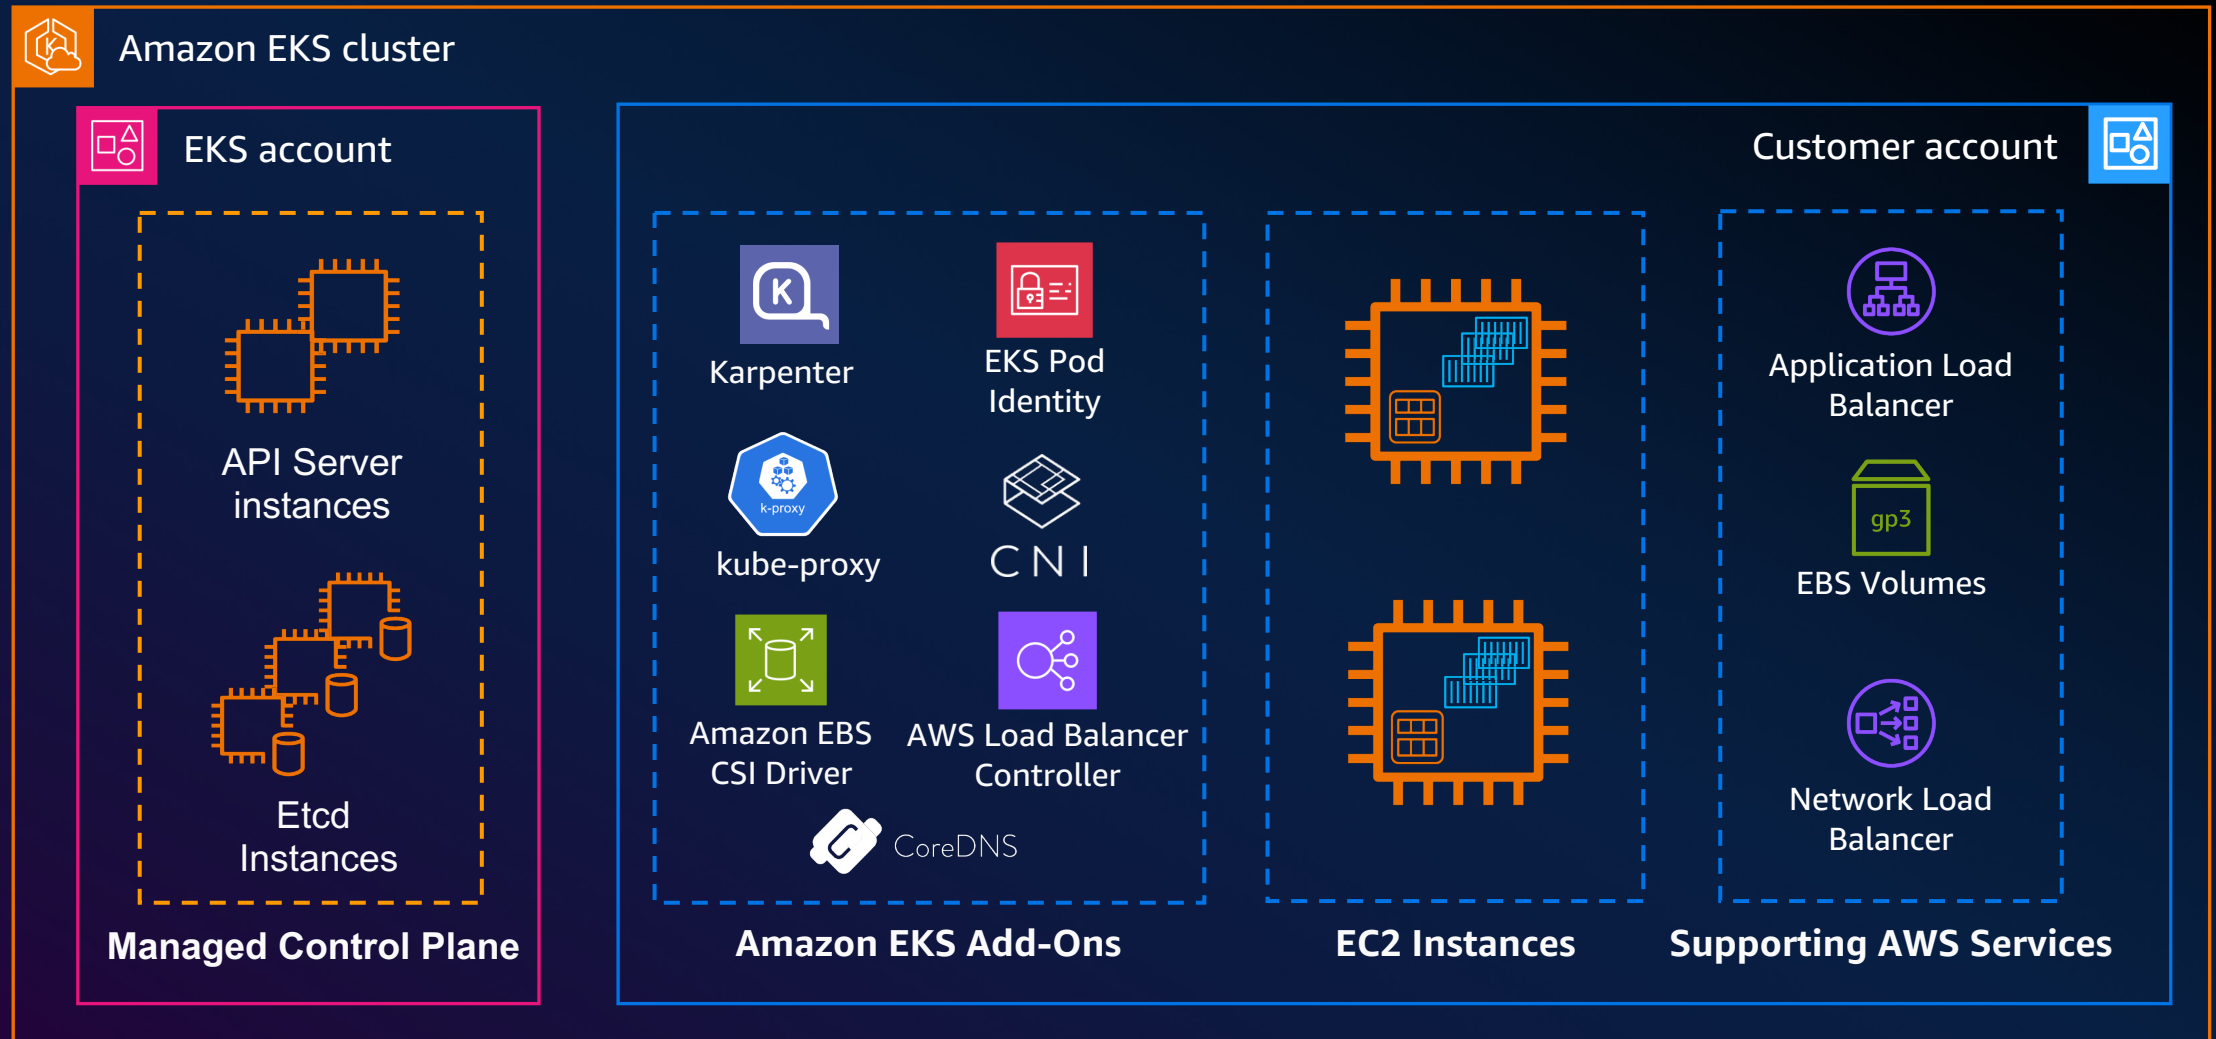 Amazon EKS cluster
EKS account
API Server
instances
Etcd
Instances
Managed Control Plane
Customer account
Karpenter
EKS Pod
Identity
k-proxy
kube-proxy
CNI
Amazon EBS
CSI Driver
AWS Load Balancer
Controller
CoreDNS
Amazon EKS Add-Ons
EC2 Instances
Application Load
Balancer
gp3
EBS Volumes
Network Load
Balancer
Supporting AWS Services